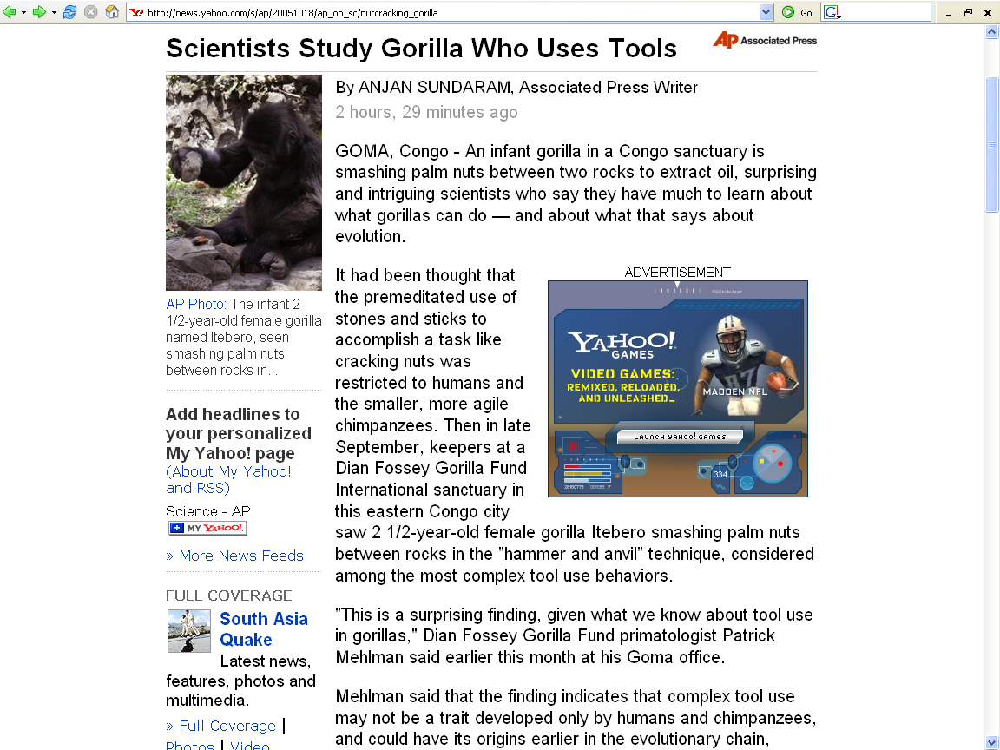 http://news.yahoo.com/s/ap/20051018/ap_on_sc/nutcracking_gorilla
Go
Scientists Study Gorilla Who Uses Tools
AP Associated Press
By ANJAN SUNDARAM, Associated Press Writer
2 hours, 29 minutes ago
GOMA, Congo - An infant gorilla in a Congo sanctuary is
smashing palm nuts between two rocks to extract oil, surprising
and intriguing scientists who say they have much to learn about
what gorillas can do — and about what that says about
evolution.
It had been thought that
the premeditated use of
stones and sticks to
accomplish a task like
cracking nuts was
restricted to humans and
the smaller, more agile
chimpanzees. Then in late
September, keepers at a
Dian Fossey Gorilla Fund
International sanctuary in
this eastern Congo city
saw 2 1/2-year-old female gorilla Itebero smashing palm nuts
between rocks in the "hammer and anvil" technique, considered
among the most complex tool use behaviors.
"This is a surprising finding, given what we know about tool use
in gorillas," Dian Fossey Gorilla Fund primatologist Patrick
Mehlman said earlier this month at his Goma office.
Mehlman said that the finding indicates that complex tool use
may not be a trait developed only by humans and chimpanzees,
and could have its origins earlier in the evolutionary chain,
ADVERTISEMENT
YAHOO!
GAMES
VIDEO GAMES:
REMIXED, RELOADED,
AND UNLEASHED_
87
MADDEN NFL
LAUNCH YAHOO! GAMES
334
AP Photo: The infant 2
1/2-year-old female gorilla
named Itebero, seen
smashing palm nuts
between rocks in...
Add headlines to
your personalized
My Yahoo! page
(About My Yahoo!
and RSS)
Science - AP
MY YAHOO!
» More News Feeds
FULL COVERAGE
South Asia
Quake
Latest news,
features, photos and
multimedia.
» Full Coverage |
Photos | Video